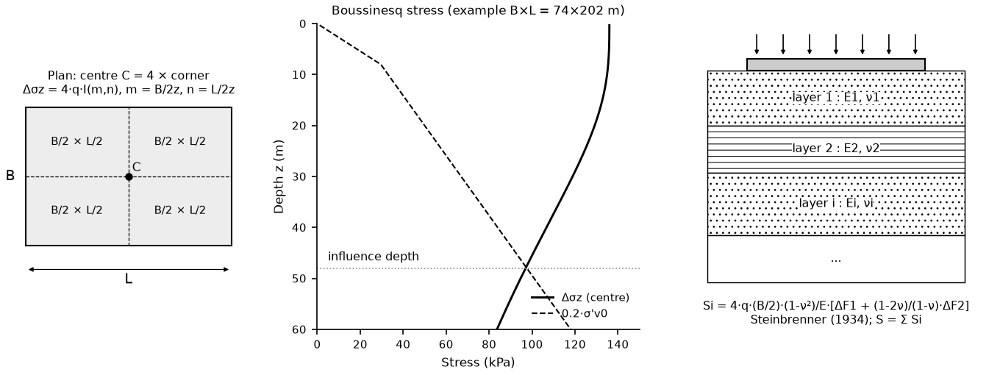 Plan: centre C = 4 × corner
Δσz = 4·q·I(m,n), m = B/2z, n = L/2z
B/2 × L/2
B/2 × L/2
C
B
B/2 × L/2
B/2 × L/2
L
Boussinesq stress (example B×L = 74×202 m)
Depth z (m)
0
10
20
30
40
50
60
influence depth
Δσz (centre)
0.2·σ'v0
0
20
40
60
80
100
120
140
Stress (kPa)
layer 1 : E1, ν1
layer 2 : E2, ν2
layer i : Ei, νi
...
Si = 4·q·(B/2)·(1-ν²)/E·[ΔF1 + (1-2ν)/(1-ν)·ΔF2]
Steinbrenner (1934); S = Σ Si